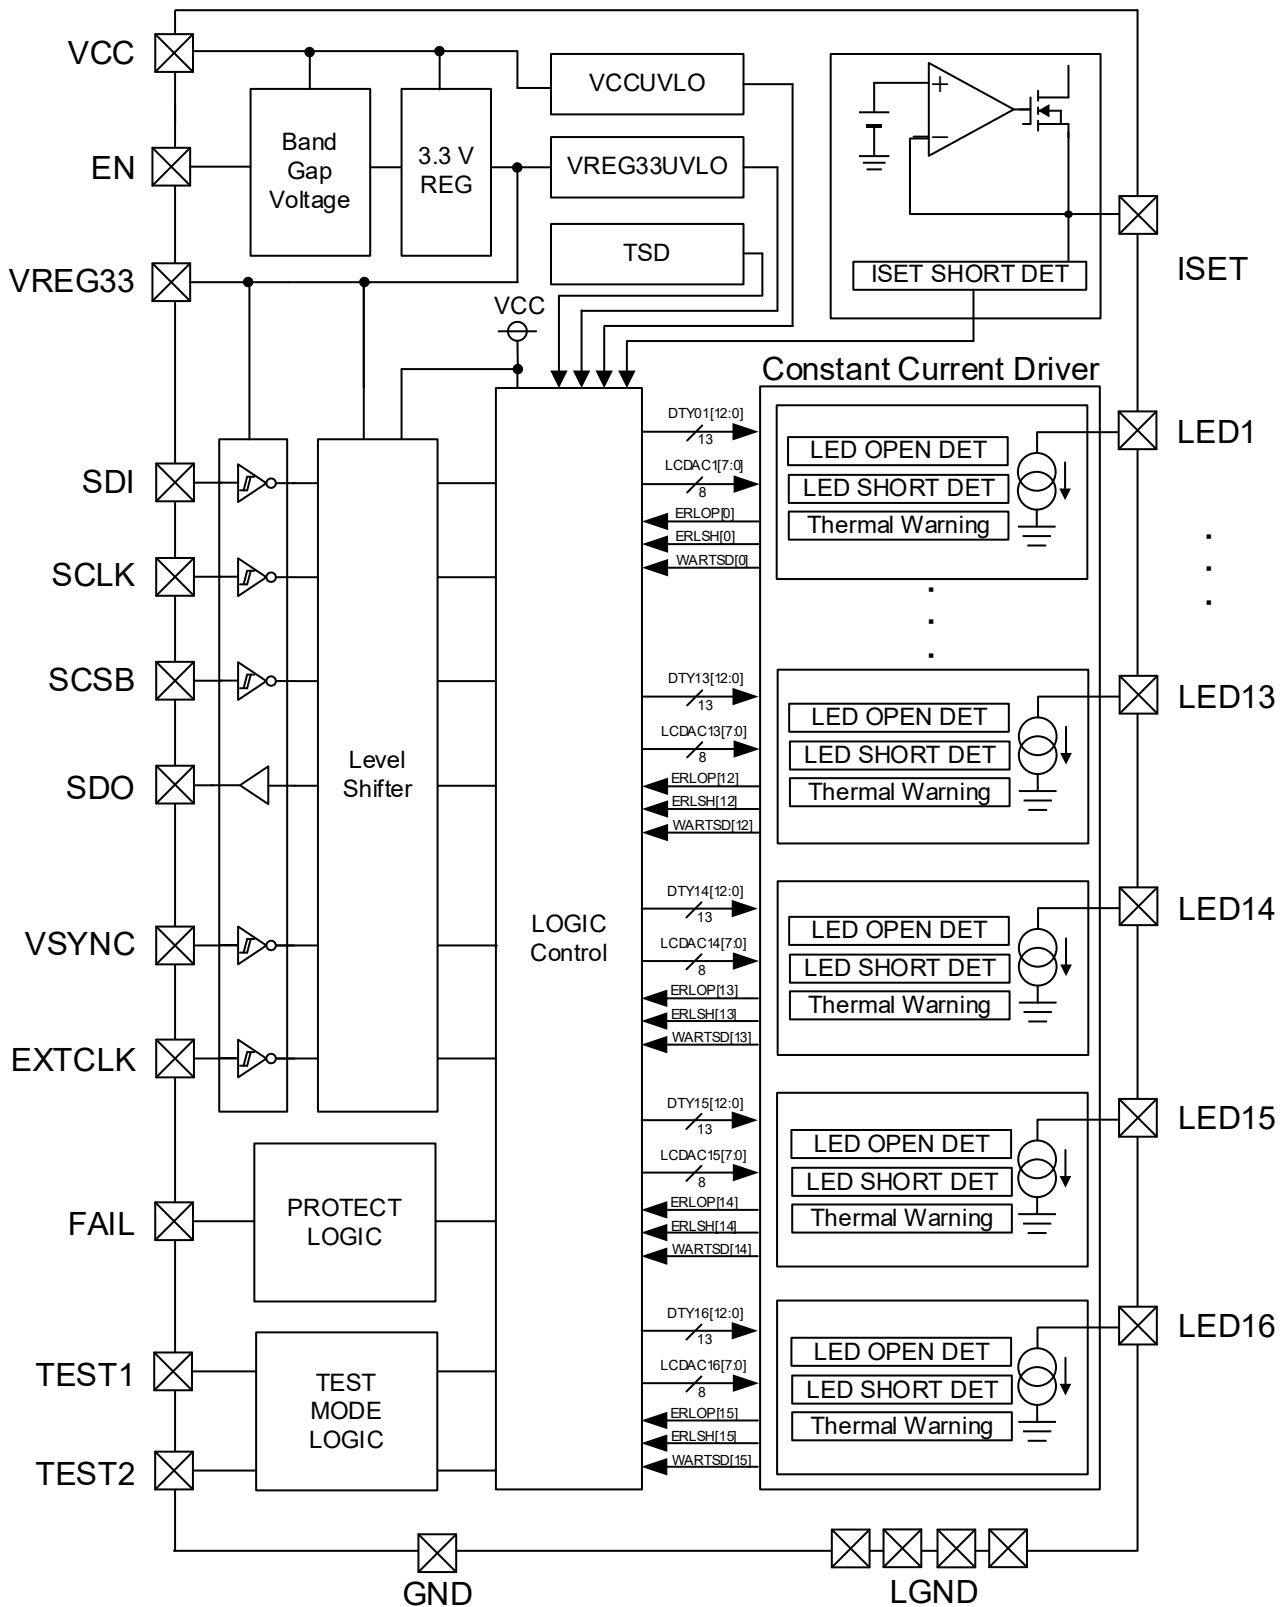 VCC
EN
VREG33
Band
Gap
Voltage
3.3 V
REG
VCCUVLO
VREG33UVLO
TSD
VCC
+
−
ISET SHORT DET
ISET
SDI
SCLK
SCSB
SDO
VSYNC
EXTCLK
FAIL
TEST1
TEST2
Level
Shifter
PROTECT
LOGIC
TEST
MODE
LOGIC
LOGIC
Control
Constant Current Driver
DTY01[12:0]
13
LCDAC1[7:0]
8
ERLOP[0]
ERLSH[0]
WARTSD[0]
LED OPEN DET
LED SHORT DET
Thermal Warning
LED1
DTY13[12:0]
13
LCDAC13[7:0]
8
ERLOP[12]
ERLSH[12]
WARTSD[12]
LED OPEN DET
LED SHORT DET
Thermal Warning
LED13
DTY14[12:0]
13
LCDAC14[7:0]
8
ERLOP[13]
ERLSH[13]
WARTSD[13]
LED OPEN DET
LED SHORT DET
Thermal Warning
LED14
DTY15[12:0]
13
LCDAC15[7:0]
8
ERLOP[14]
ERLSH[14]
WARTSD[14]
LED OPEN DET
LED SHORT DET
Thermal Warning
LED15
DTY16[12:0]
13
LCDAC16[7:0]
8
ERLOP[15]
ERLSH[15]
WARTSD[15]
LED OPEN DET
LED SHORT DET
Thermal Warning
LED16
GND
LGND